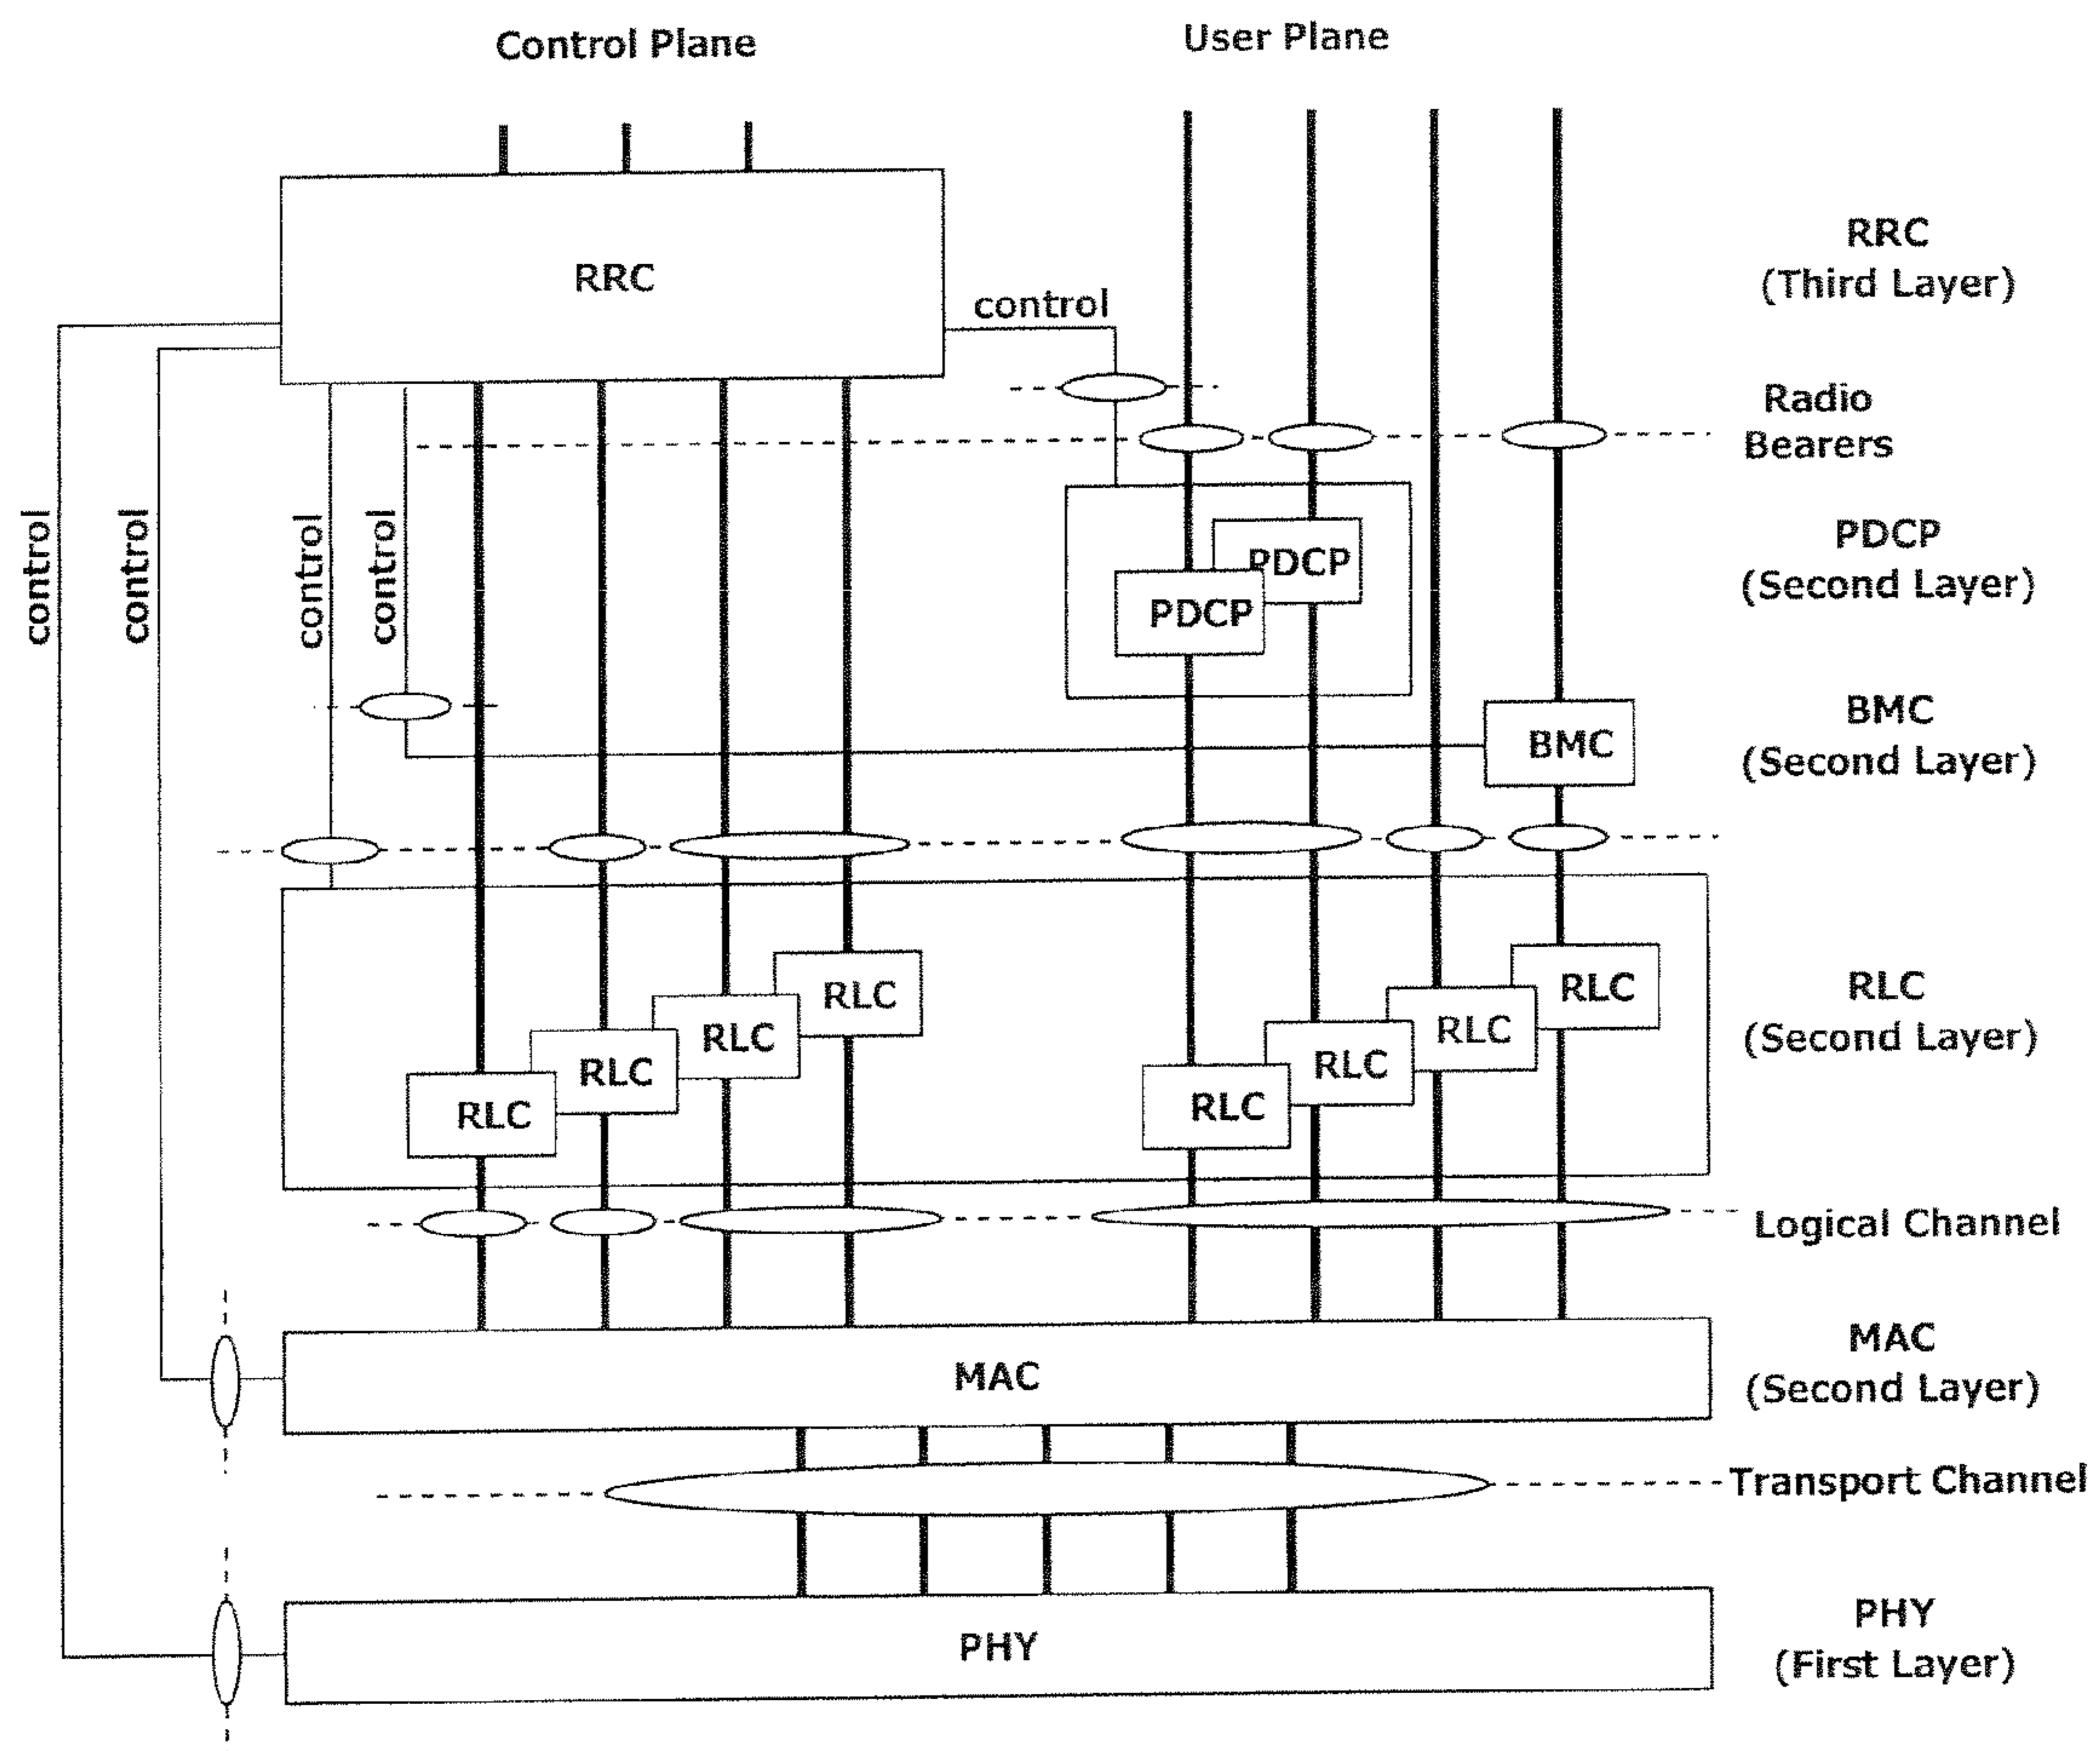 Control Plane
User Plane
RRC
control
RRC
(Third Layer)
Radio
Bearers
control
control
control
control
PDCP
PDCP
PDCP
(Second Layer)
BMC
BMC
(Second Layer)
RLC
RLC
RLC
RLC
RLC
RLC
RLC
RLC
RLC
(Second Layer)
Logical Channel
MAC
MAC
(Second Layer)
Transport Channel
PHY
PHY
(First Layer)